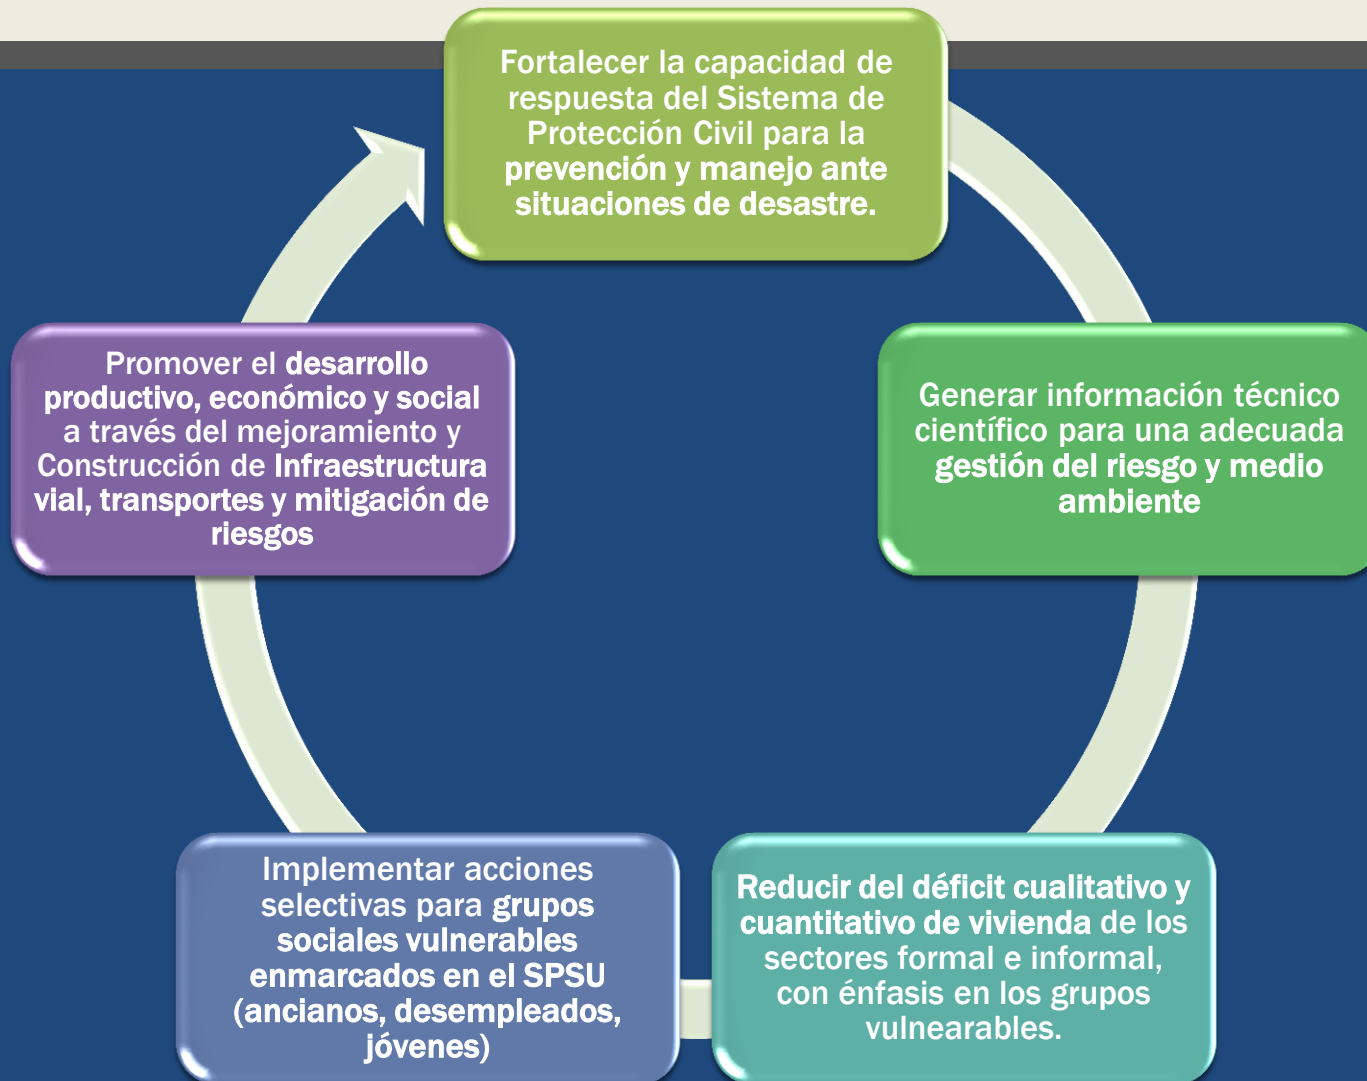 Fortalecer la capacidad de
respuesta del Sistema de
Protección Civil para la
prevención y manejo ante
situaciones de desastre.
Generar información técnico
científico para una adecuada
gestión del riesgo y medio
ambiente
Reducir del déficit cualitativo y
cuantitativo de vivienda de los
sectores formal e informal,
con énfasis en los grupos
vulnearables.
Implementar acciones
selectivas para grupos
sociales vulnerables
enmarcados en el SPSU
(ancianos, desempleados,
jóvenes)
Promover el desarrollo
productivo, económico y social
a través del mejoramiento y
Construcción de Infraestructura
vial, transportes y mitigación de
riesgos